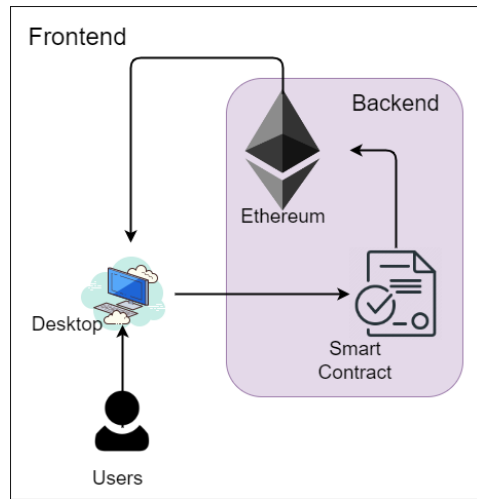 Frontend
Backend
Ethereum
Desktop
Smart
Contract
Users